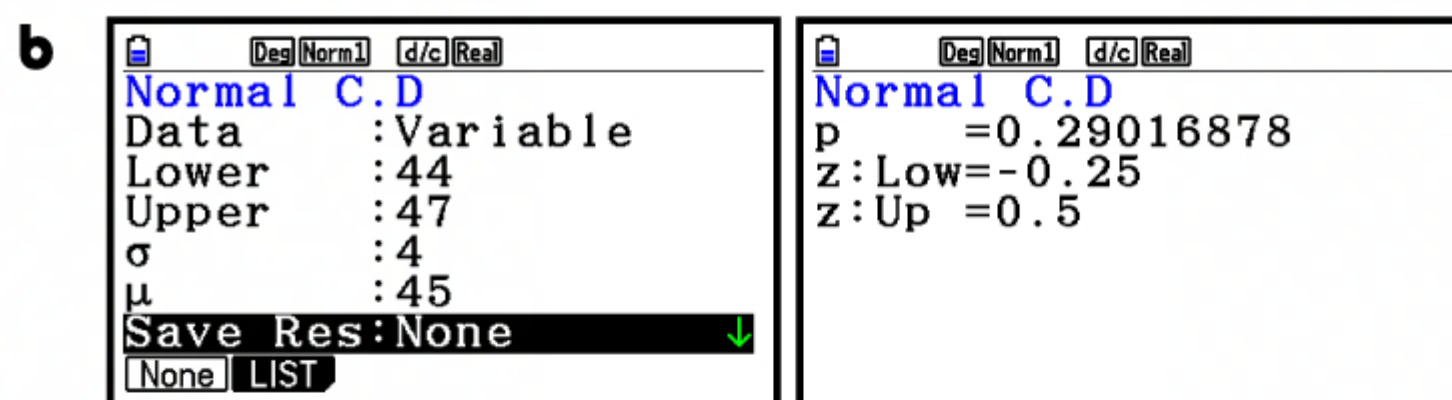 b
Deg Norm1 d/c Real
Normal C.D
Data :Variable
Lower :44
Upper :47
σ :4
μ :45
Save Res:None ↓
None LIST
Deg Norm1 d/c Real
Normal C.D
p =0.29016878
z:Low=-0.25
z:Up =0.5